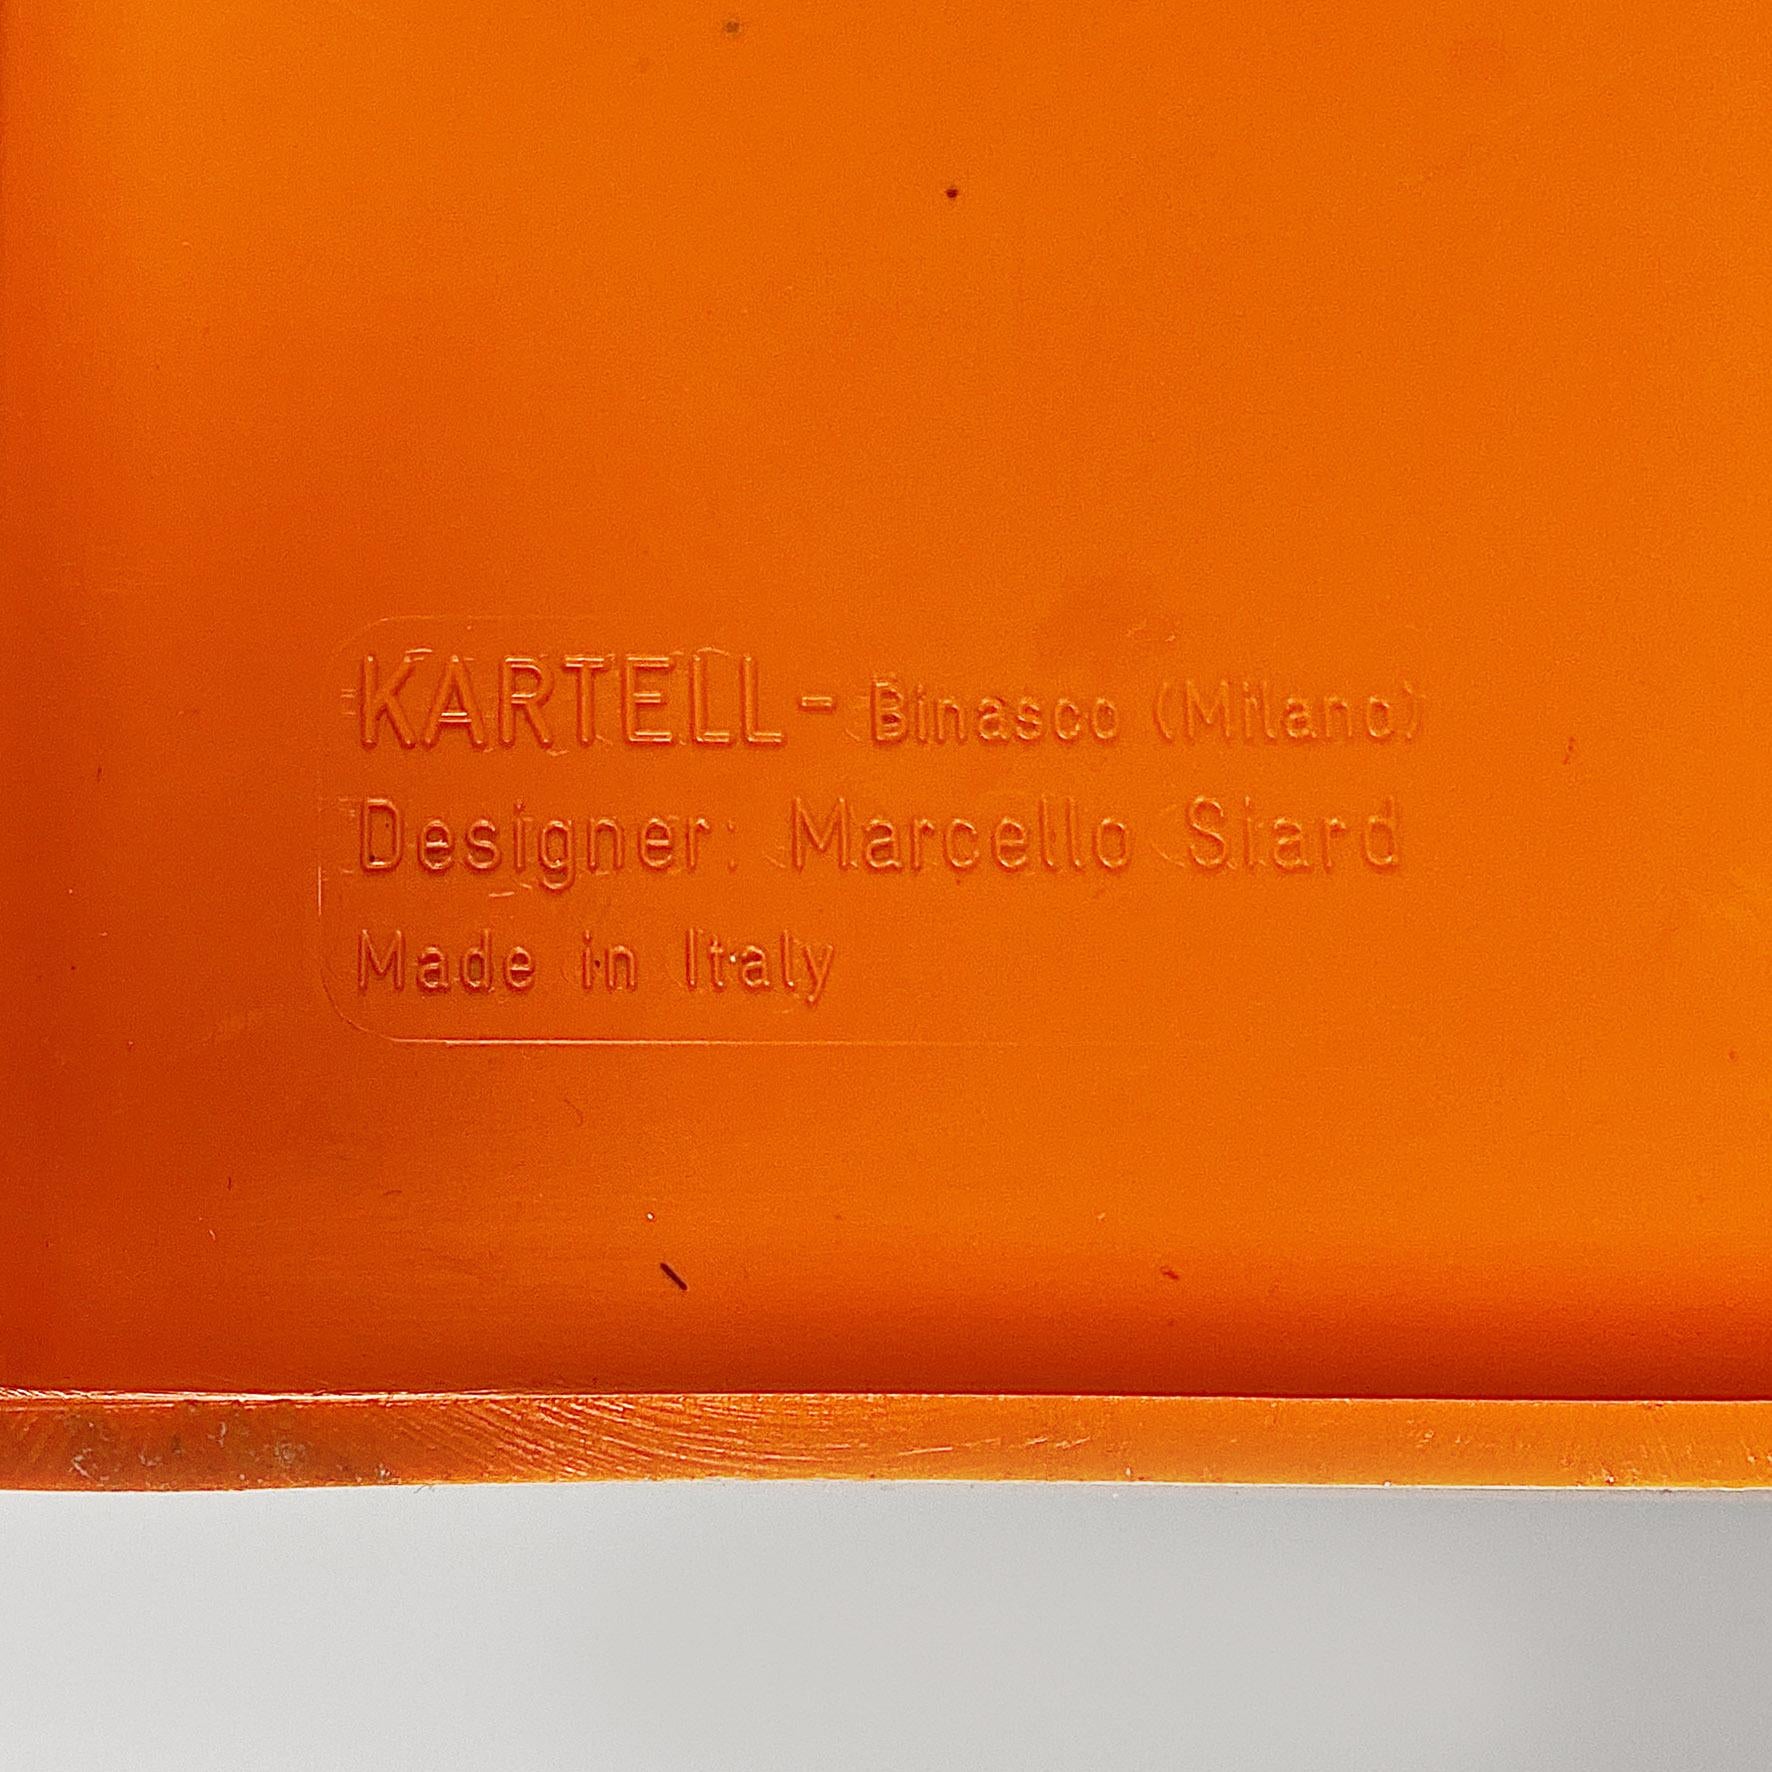 KARTELL - Binasco (Milano)
Designer: Marcello Siard
Made in Italy